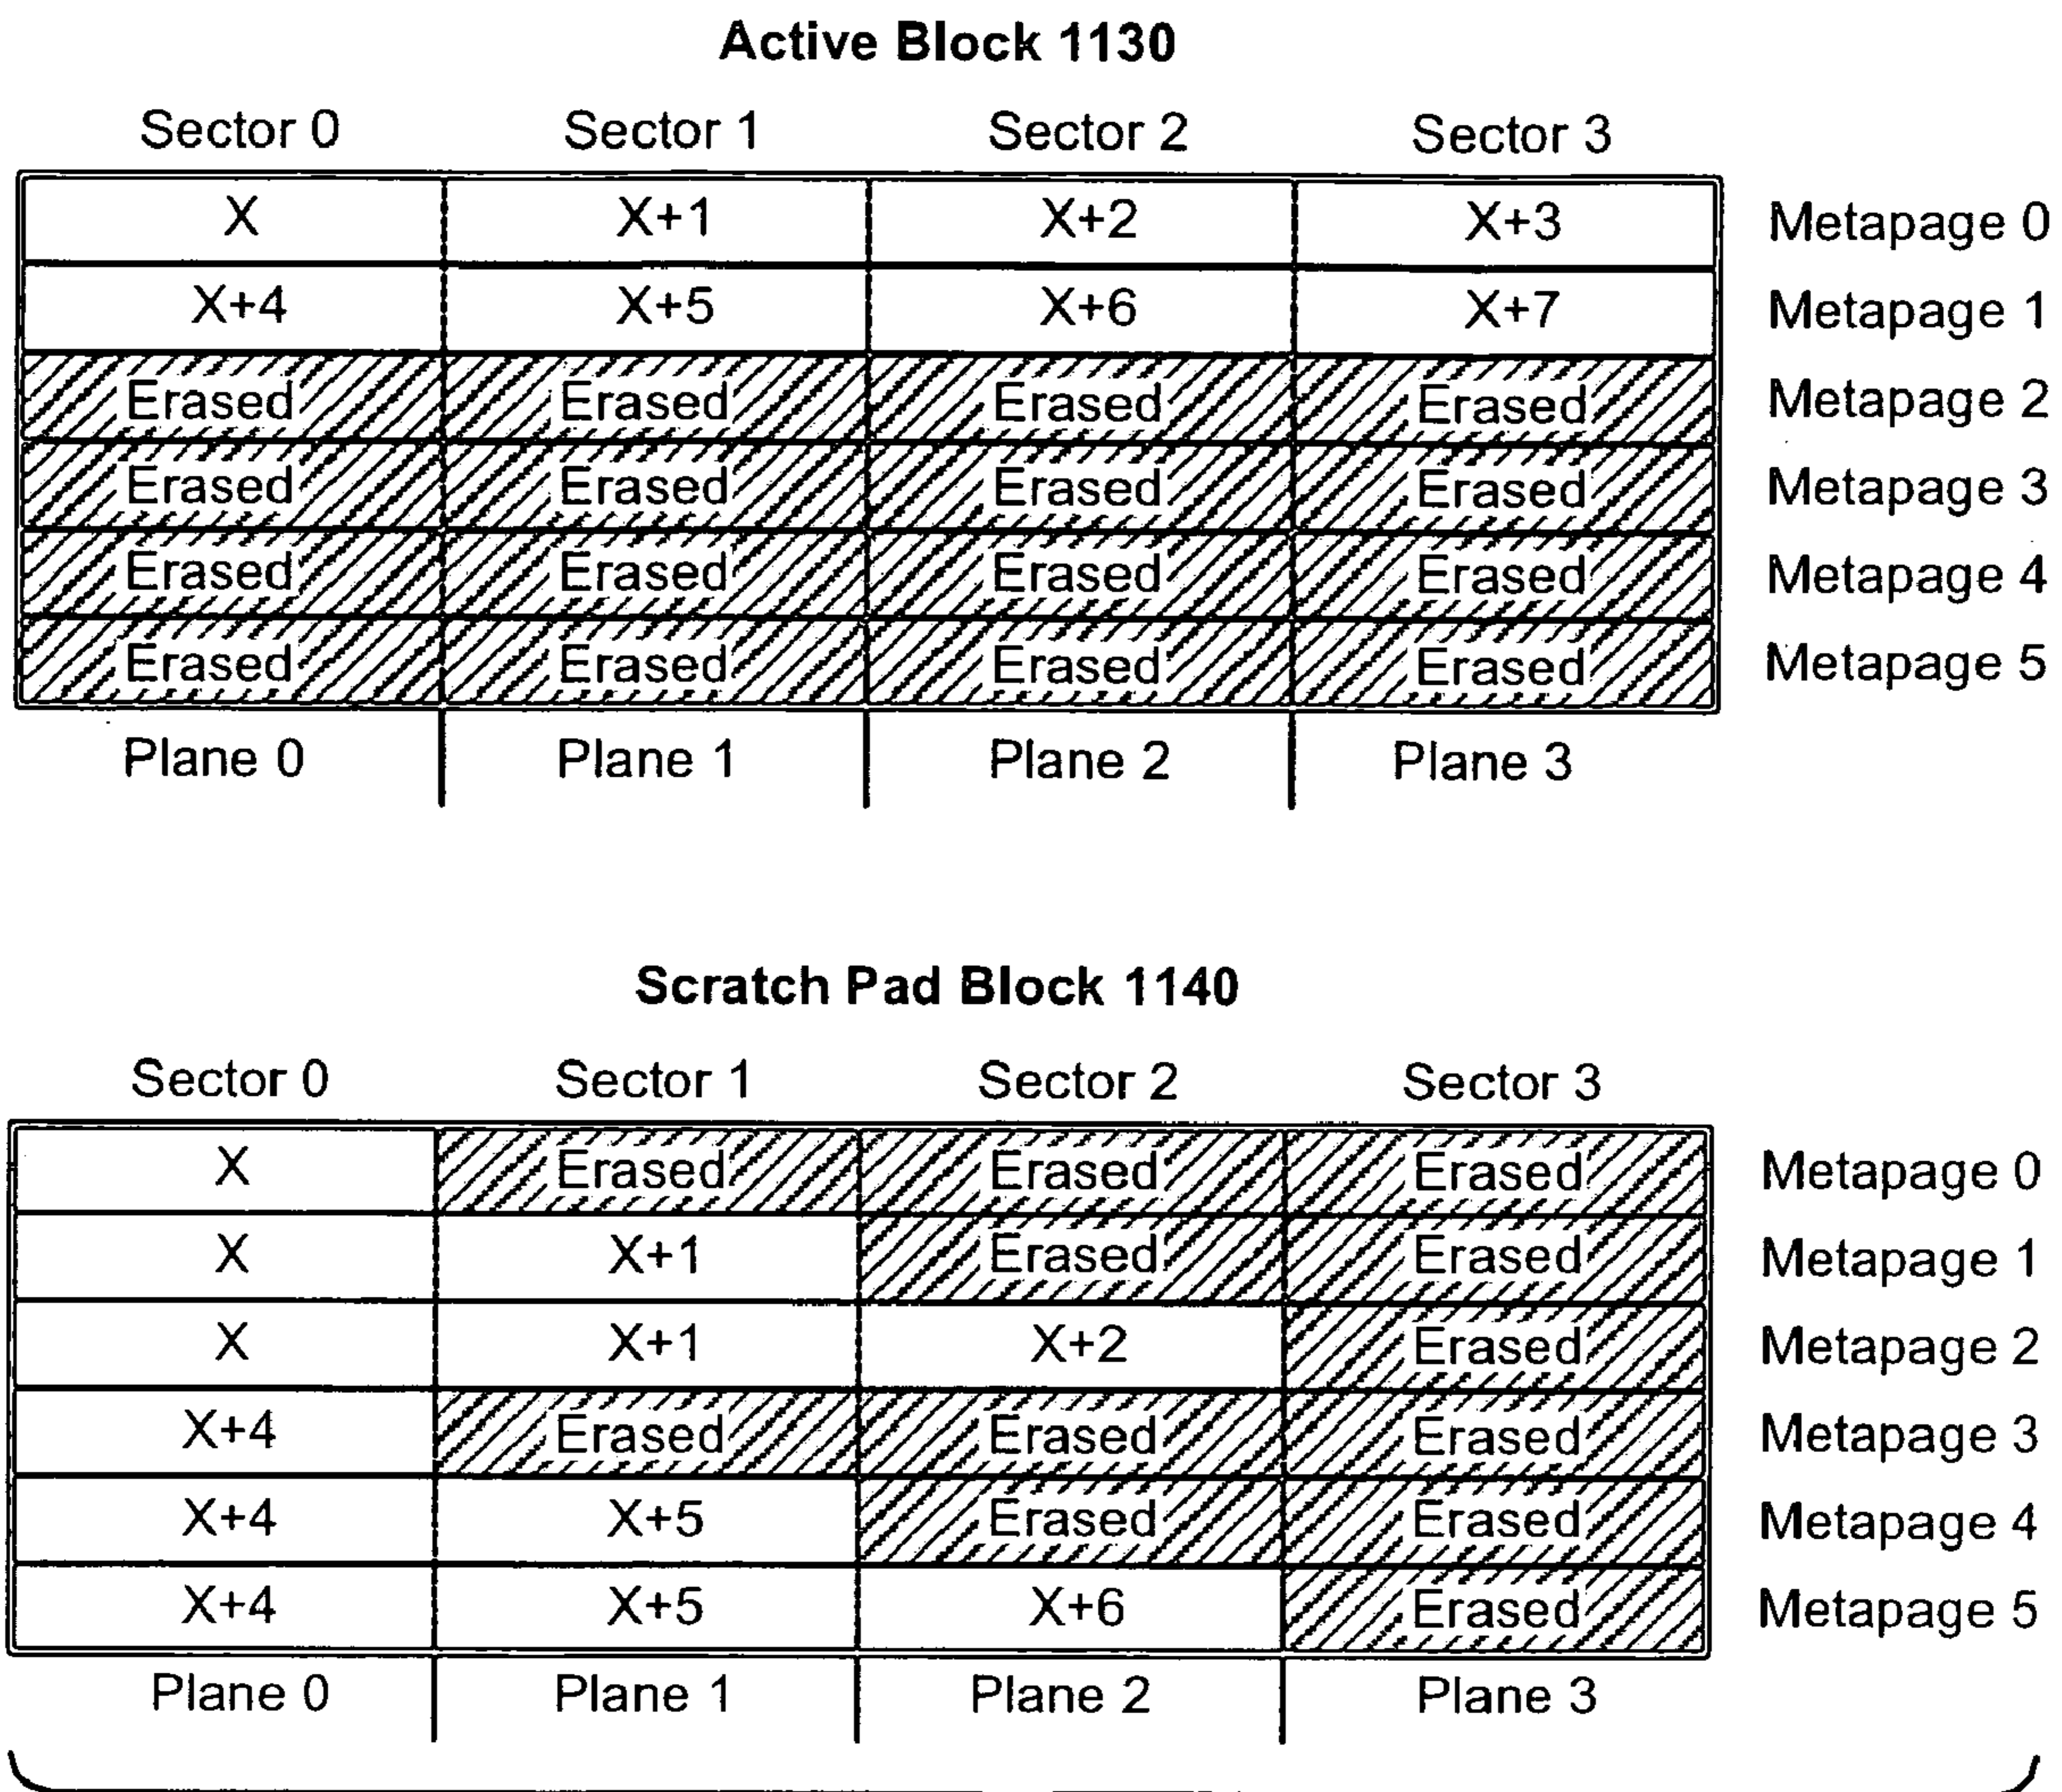 Active Block 1130
Sector 0 Sector 1 Sector 2 Sector 3
X X+1 X+2 X+3 Metapage 0
X+4 X+5 X+6 X+7 Metapage 1
Erased Erased Erased Erased Metapage 2
Erased Erased Erased Erased Metapage 3
Erased Erased Erased Erased Metapage 4
Erased Erased Erased Erased Metapage 5
Plane 0 Plane 1 Plane 2 Plane 3
Scratch Pad Block 1140
Sector 0 Sector 1 Sector 2 Sector 3
X Erased Erased Erased Metapage 0
X X+1 Erased Erased Metapage 1
X X+1 X+2 Erased Metapage 2
X+4 Erased Erased Erased Metapage 3
X+4 X+5 Erased Erased Metapage 4
X+4 X+5 X+6 Erased Metapage 5
Plane 0 Plane 1 Plane 2 Plane 3